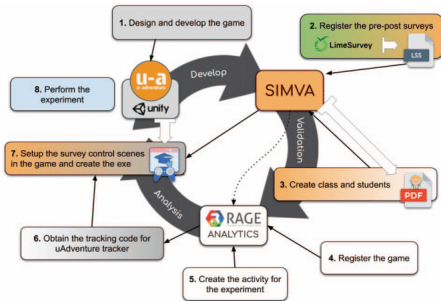 1. Design and develop the game
2. Register the pre-post surveys
LimeSurvey
LSS
u-a
u-adventure
unity
Develop
SIMVA
8. Perform the
experiment
Validation
7. Setup the survey control scenes
in the game and create the exe
3. Create class and students
PDF
Analysis
RAGE
ANALYTICS
6. Obtain the tracking code for
uAdventure tracker
4. Register the game
5. Create the activity for
the experiment